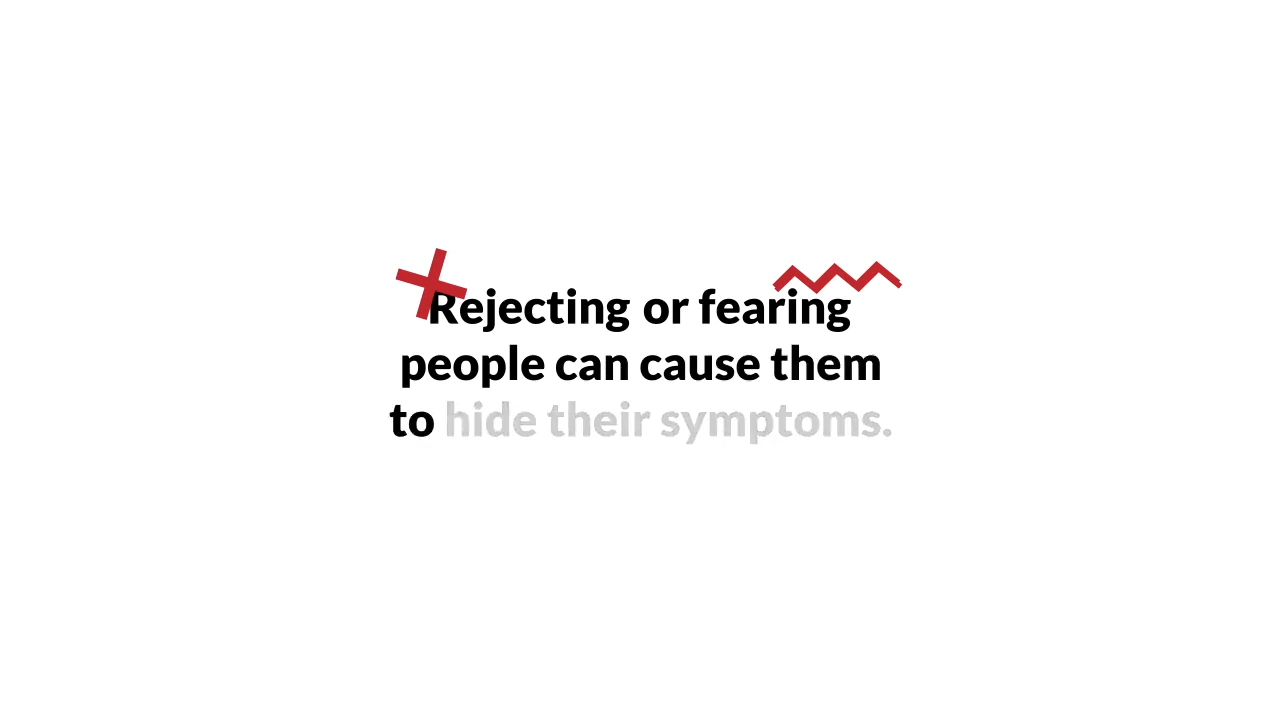 Rejecting or fearing
people can cause them
to hide their symptoms.